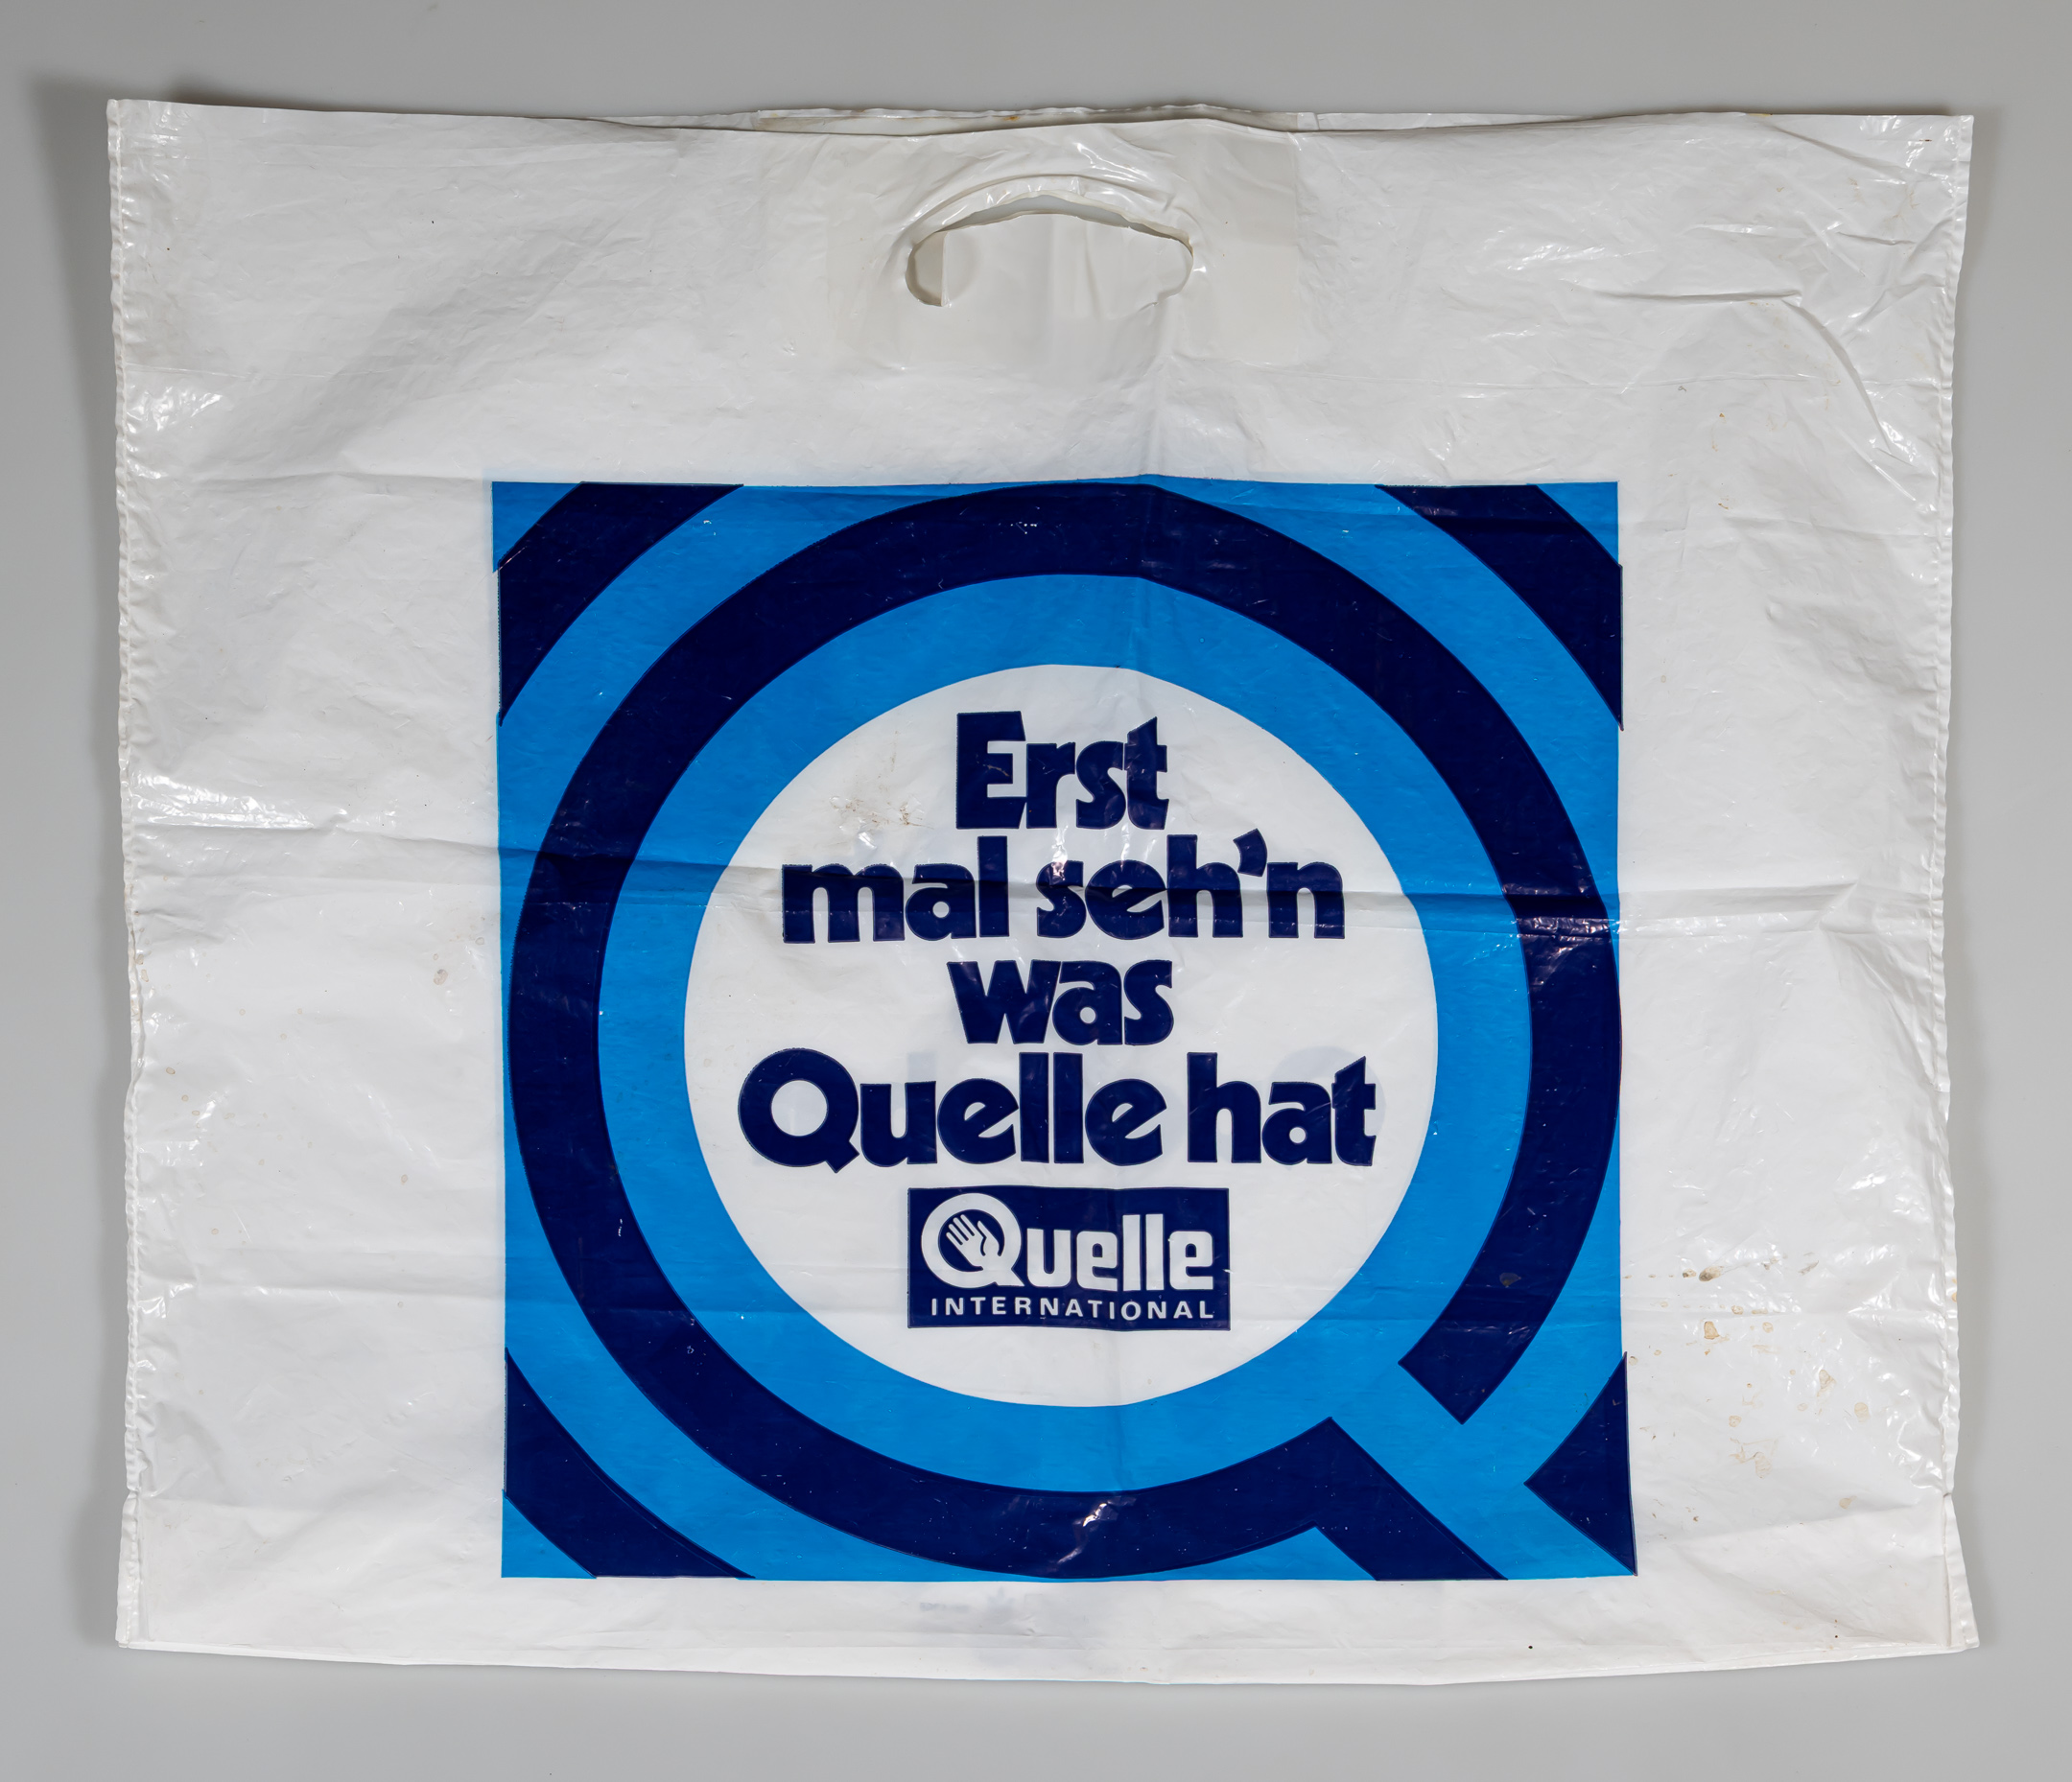 Erst
mal seh'n
was
Quelle hat
Quelle
INTERNATIONAL